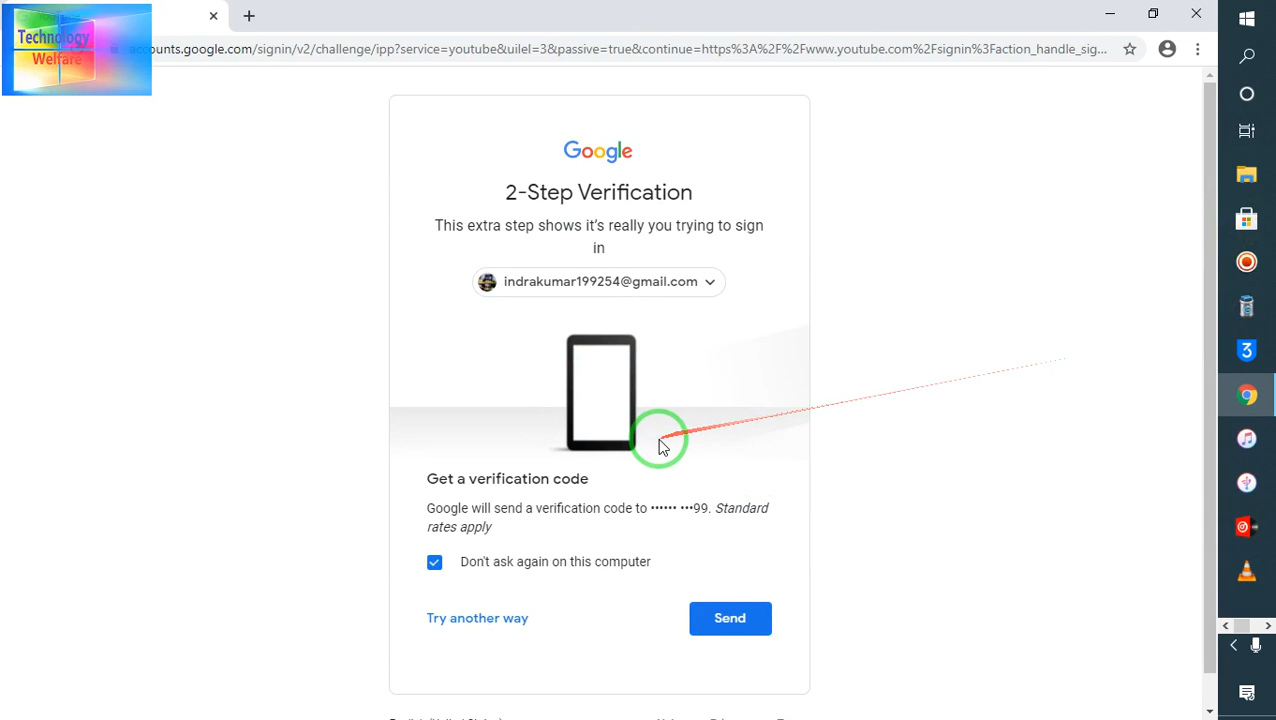 Technology
Welfare
accounts.google.com/signin/v2/challenge/ipp?service=youtube&uilel=3&passive=true&continue=https%3A%2F%2Fwww.youtube.com%2Fsignin%3Faction_handle_sig...
Google
2-Step Verification
This extra step shows it's really you trying to sign
in
indrakumar199254@gmail.com
Get a verification code
Google will send a verification code to •••••• •••99. Standard
rates apply
Don't ask again on this computer
Try another way
Send
3